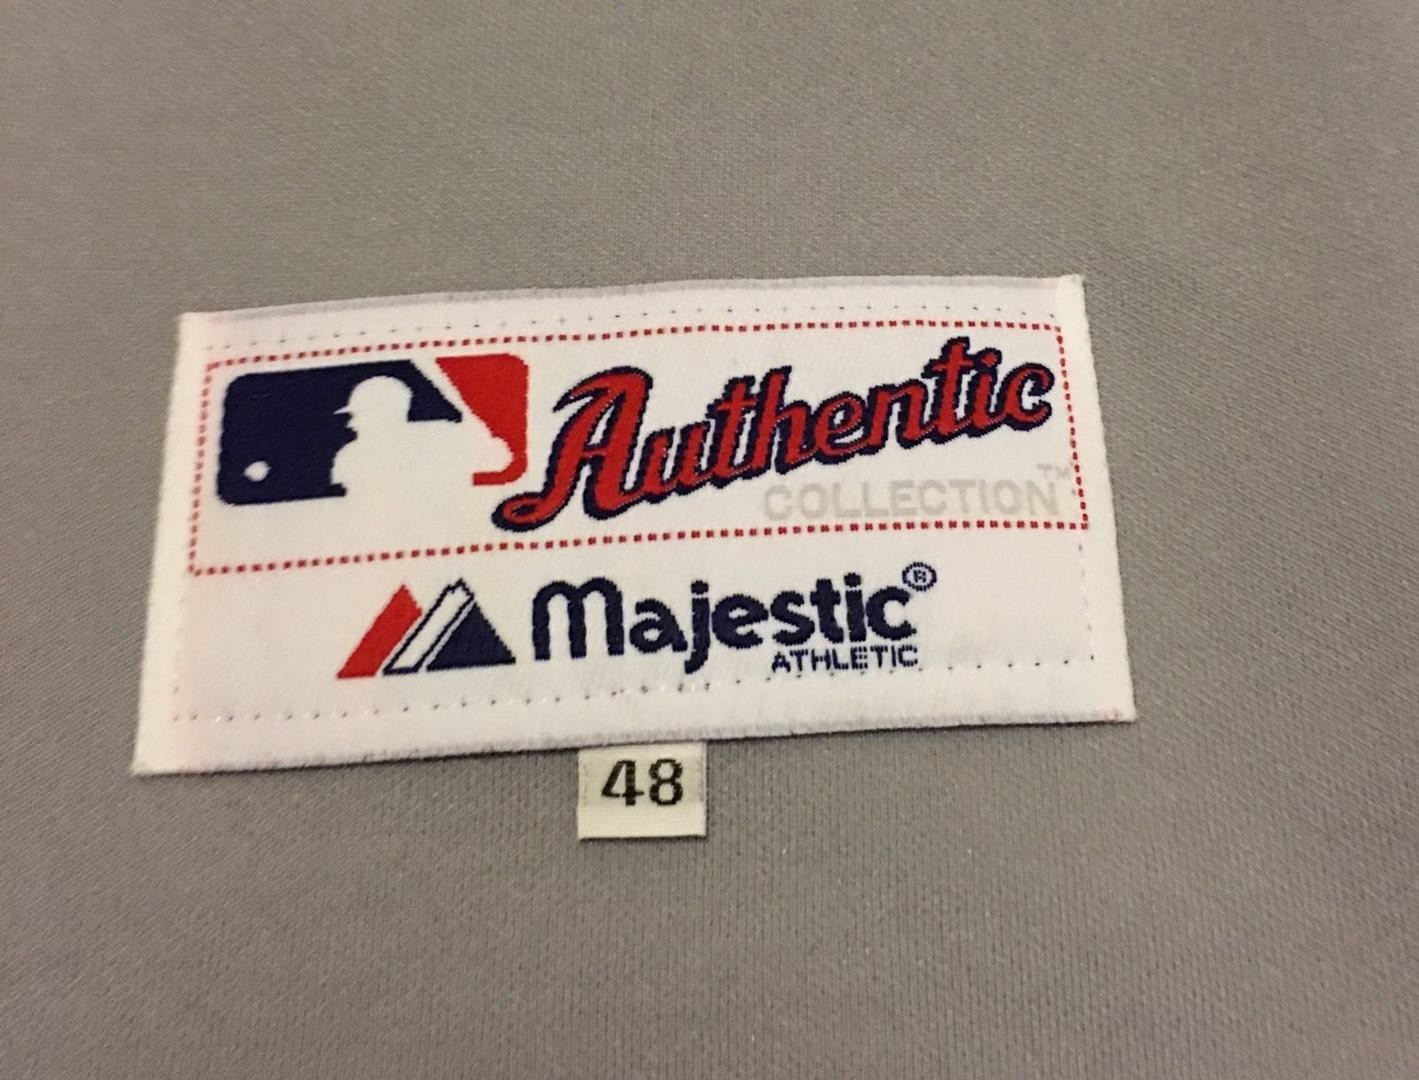 Authentic
COLLECTION™
Majestic®
ATHLETIC
48